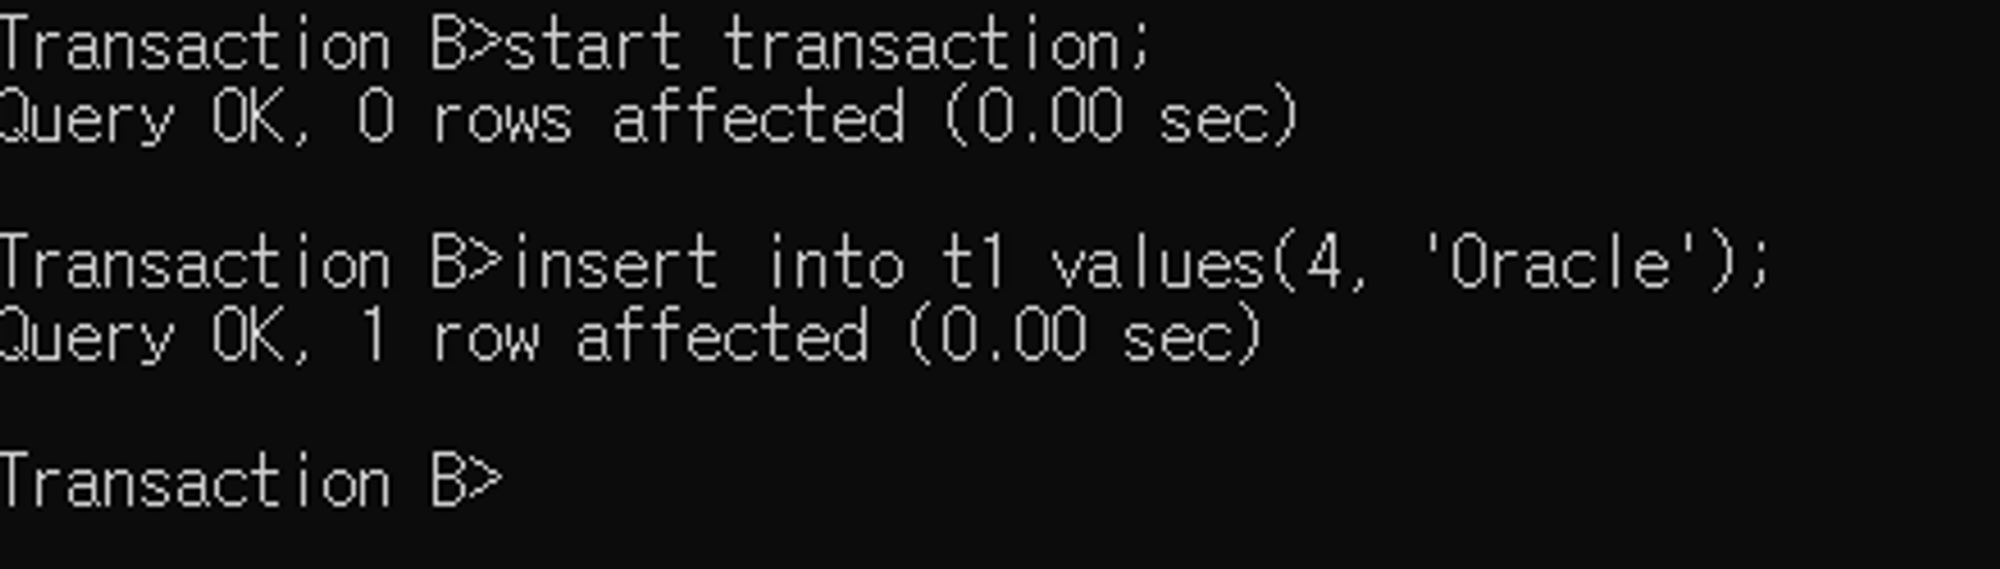 Transaction B>start transaction;
Query OK, 0 rows affected (0.00 sec)
Transaction B>insert into t1 values(4, 'Oracle');
Query OK, 1 row affected (0.00 sec)
Transaction B>